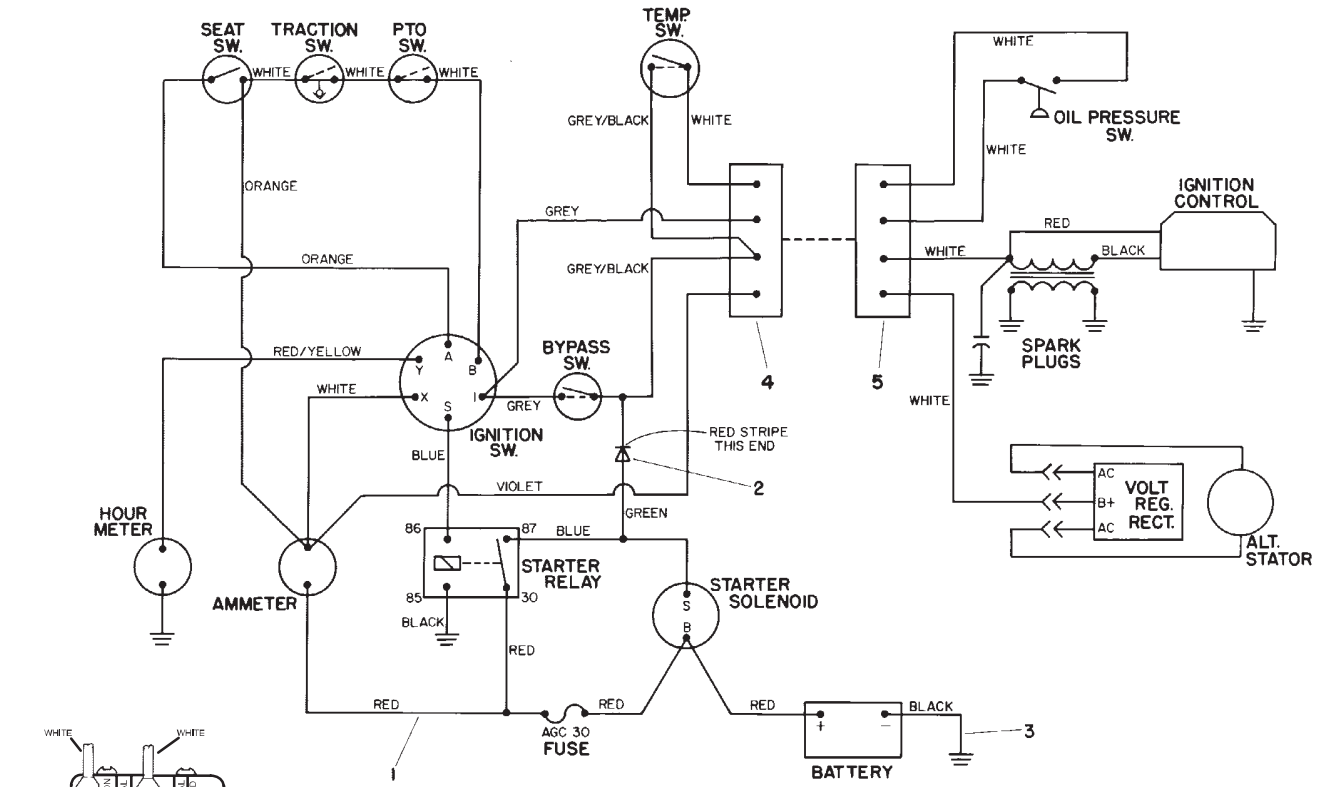 SEAT
SW.
TRACTION
SW.
PTO
SW.
TEMP.
SW.
WHITE
WHITE
WHITE
WHITE
GREY/BLACK
WHITE
OIL PRESSURE
SW.
WHITE
ORANGE
IGNITION
CONTROL
GREY
RED
ORANGE
GREY/BLACK
WHITE
BLACK
RED/YELLOW
A
Y
B
BYPASS
SW.
SPARK
PLUGS
4
5
WHITE
X
S
I
GREY
WHITE
IGNITION
SW.
RED STRIPE
THIS END
BLUE
2
VIOLET
AC
B+
AC
VOLT
REG.
RECT.
HOUR
METER
GREEN
86
87
BLUE
ALT.
STATOR
STARTER
RELAY
STARTER
SOLENOID
S
B
AMMETER
85
30
BLACK
RED
RED
RED
RED
BLACK
AGC 30
FUSE
+
–
3
BATTERY
1
WHITE
WHITE